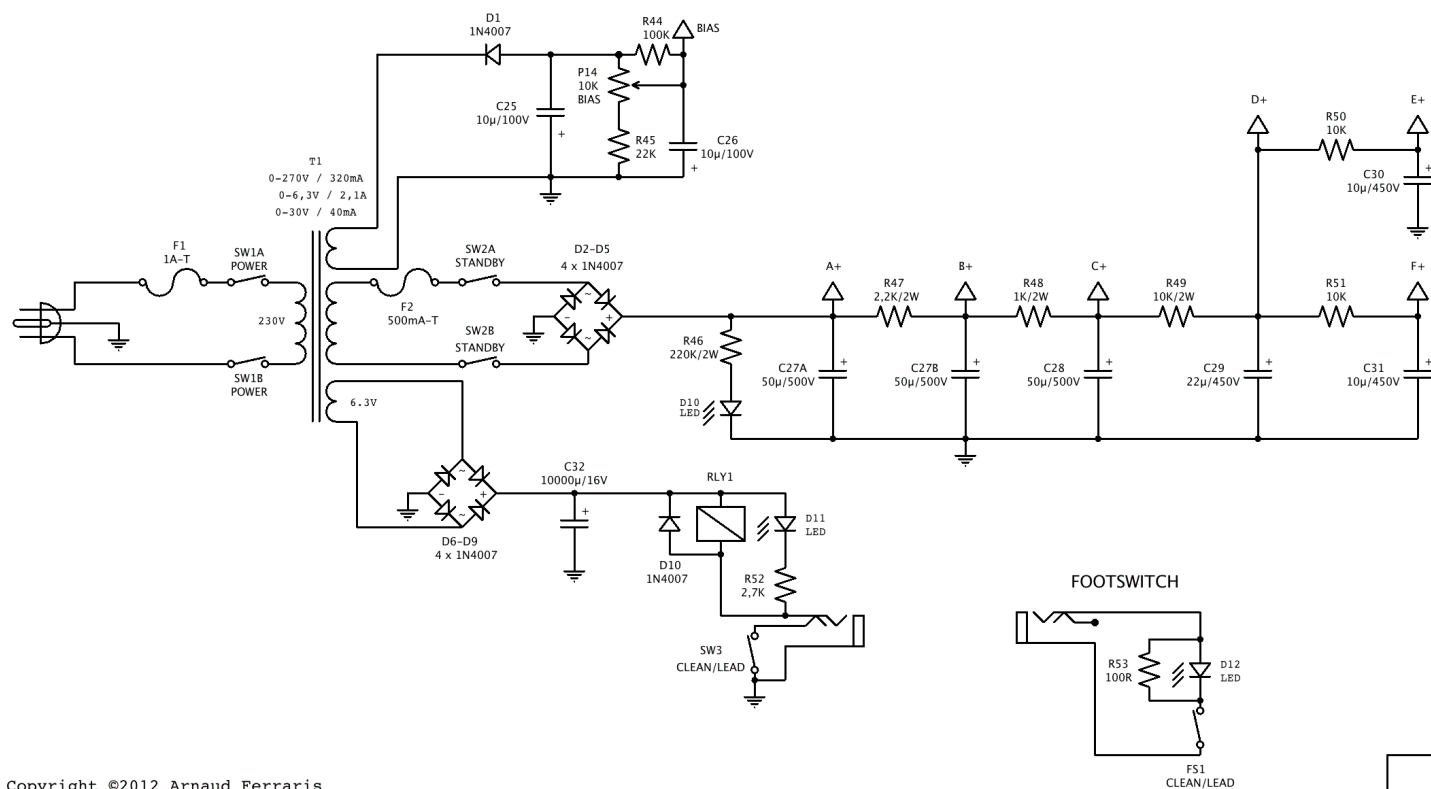 D1
1N4007
R44
100K
BIAS
P14
10K
BIAS
C25
10µ/100V
+
R45
22K
C26
10µ/100V
+
T1
0-270V / 320mA
0-6,3V / 2,1A
0-30V / 40mA
F1
1A-T
SW1A
POWER
230V
SW1B
POWER
SW2A
STANDBY
F2
500mA-T
SW2B
STANDBY
D2-D5
4 x 1N4007
~
- +
~
R46
220K/2W
D10
LED
A+
C27A
50µ/500V
+
R47
2,2K/2W
B+
C27B
50µ/500V
+
R48
1K/2W
C+
C28
50µ/500V
+
R49
10K/2W
D+
C29
22µ/450V
+
R50
10K
E+
C30
10µ/450V
+
R51
10K
F+
C31
10µ/450V
+
6.3V
~
- +
~
D6-D9
4 x 1N4007
C32
10000µ/16V
+
RLY1
D10
1N4007
D11
LED
R52
2,7K
SW3
CLEAN/LEAD
FOOTSWITCH
R53
100R
D12
LED
FS1
CLEAN/LEAD
Copyright ©2012 Arnaud Ferraris